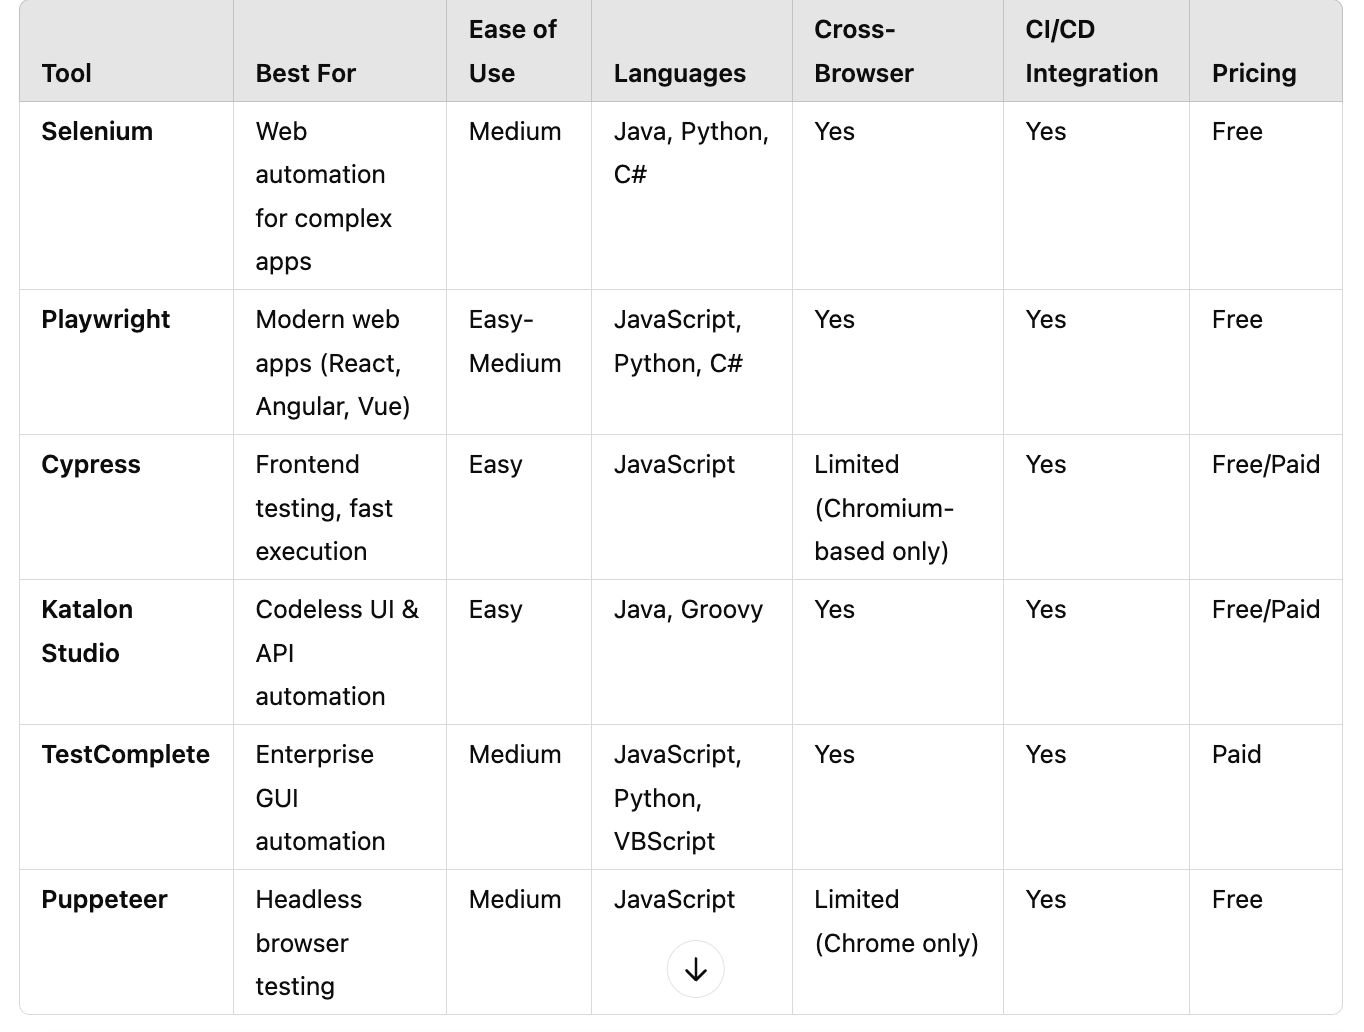 Tool Best For Ease of Use Languages Cross-Browser CI/CD Integration Pricing
Selenium Web automation for complex apps Medium Java, Python, C# Yes Yes Free
Playwright Modern web apps (React, Angular, Vue) Easy-Medium JavaScript, Python, C# Yes Yes Free
Cypress Frontend testing, fast execution Easy JavaScript Limited (Chromium-based only) Yes Free/Paid
Katalon Studio Codeless UI & API automation Easy Java, Groovy Yes Yes Free/Paid
TestComplete Enterprise GUI automation Medium JavaScript, Python, VBScript Yes Yes Paid
Puppeteer Headless browser testing Medium JavaScript Limited (Chrome only) Yes Free